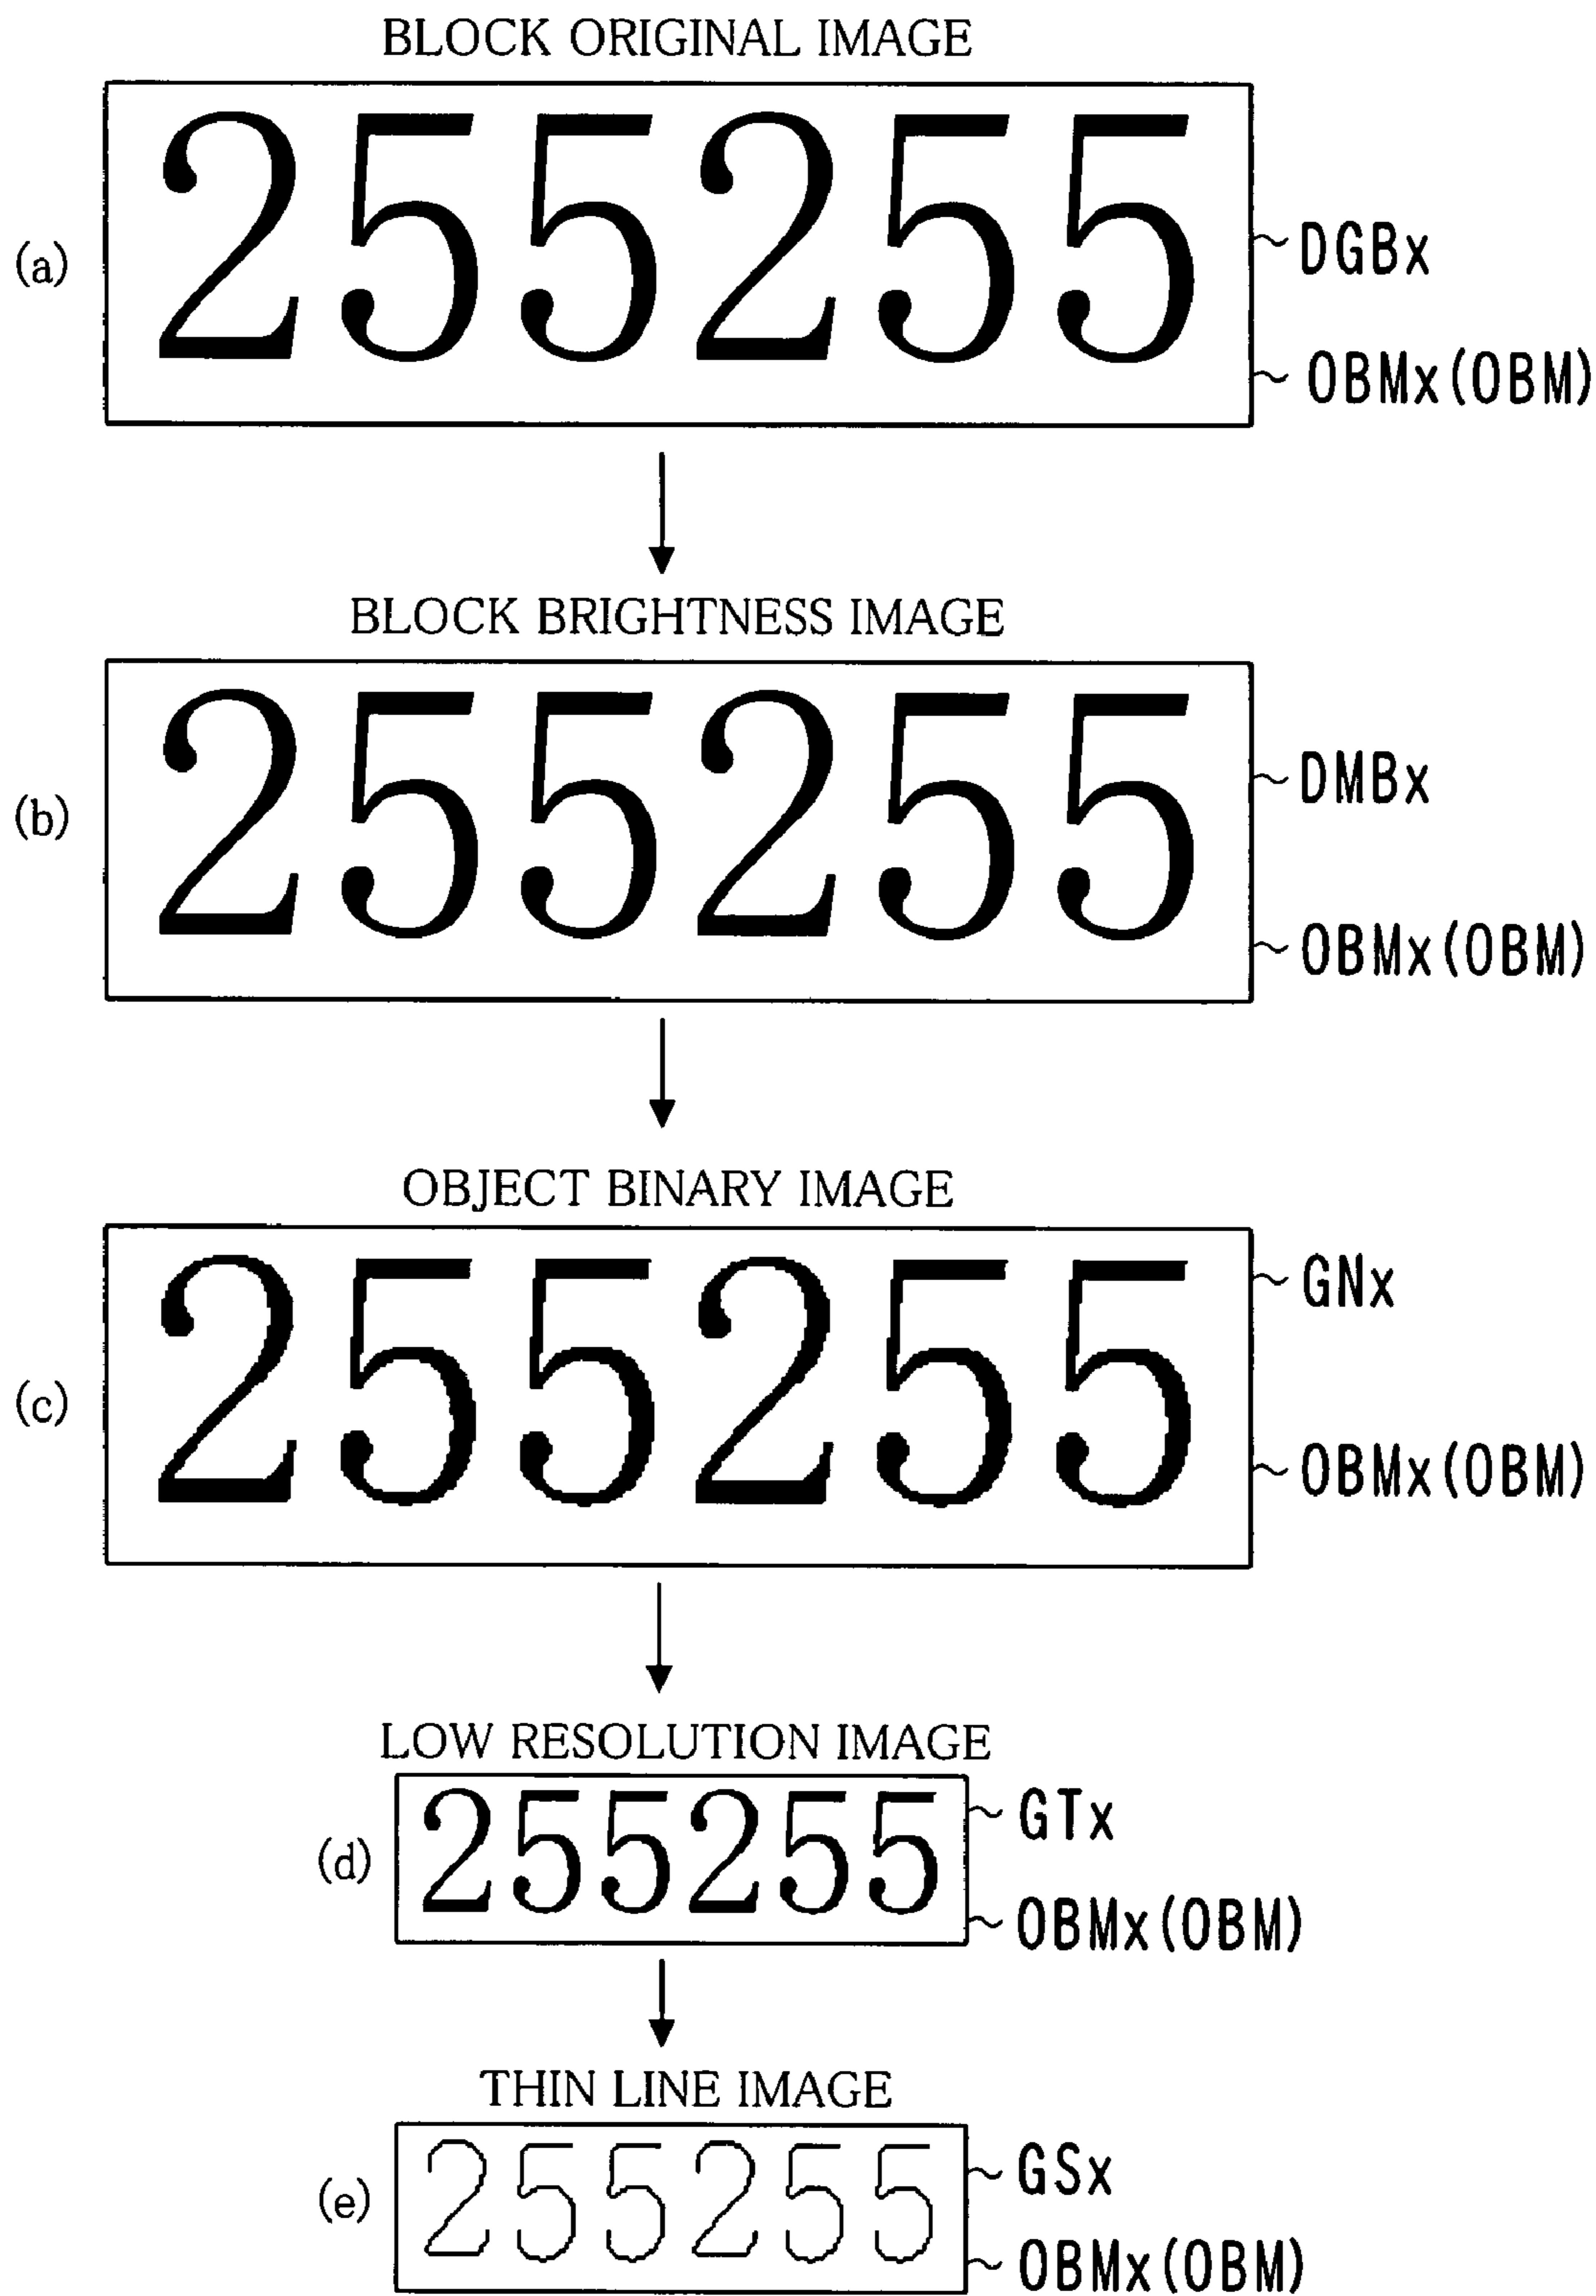 BLOCK ORIGINAL IMAGE
(a)
255255
DGBx
OBMx(OBM)
BLOCK BRIGHTNESS IMAGE
(b)
255255
DMBx
OBMx(OBM)
OBJECT BINARY IMAGE
(c)
255255
GNx
OBMx(OBM)
LOW RESOLUTION IMAGE
(d)
255255
GTx
OBMx(OBM)
THIN LINE IMAGE
(e)
255255
GSx
OBMx(OBM)